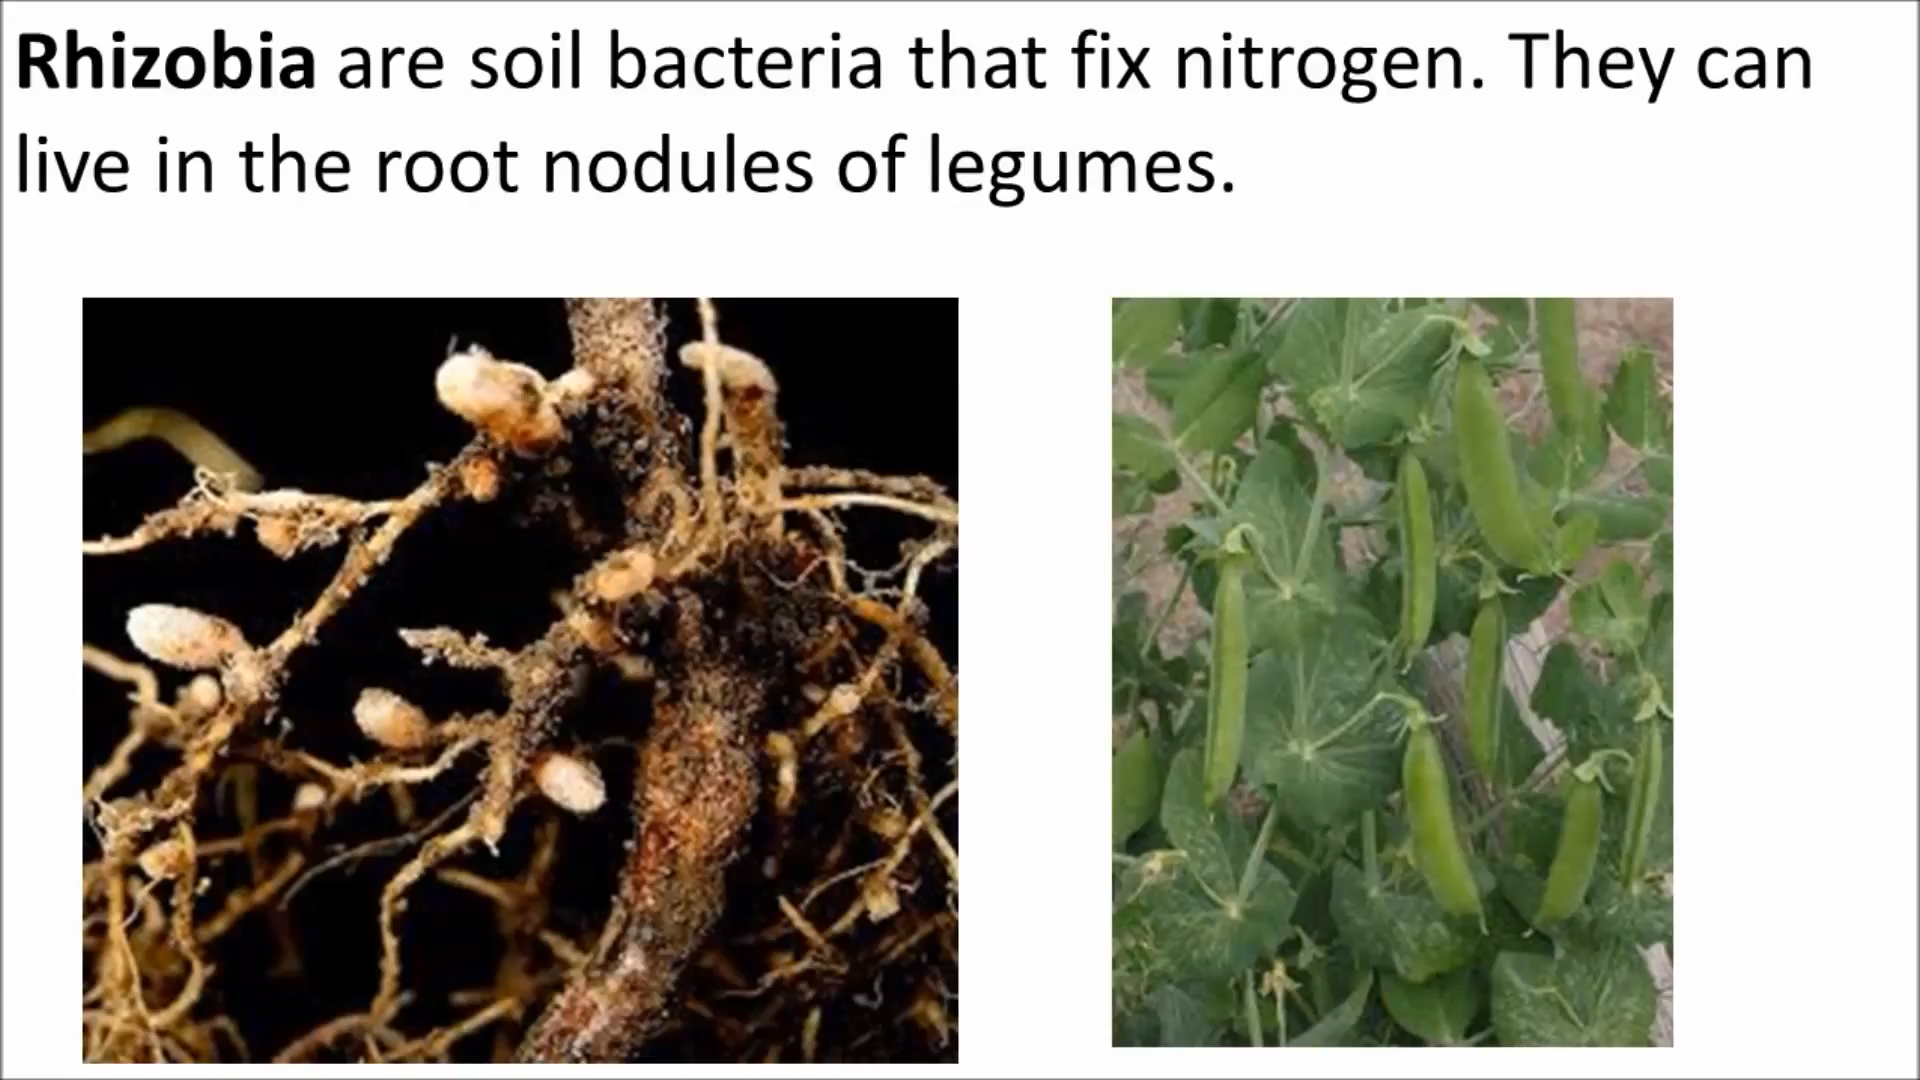 Rhizobia are soil bacteria that fix nitrogen. They can
live in the root nodules of legumes.